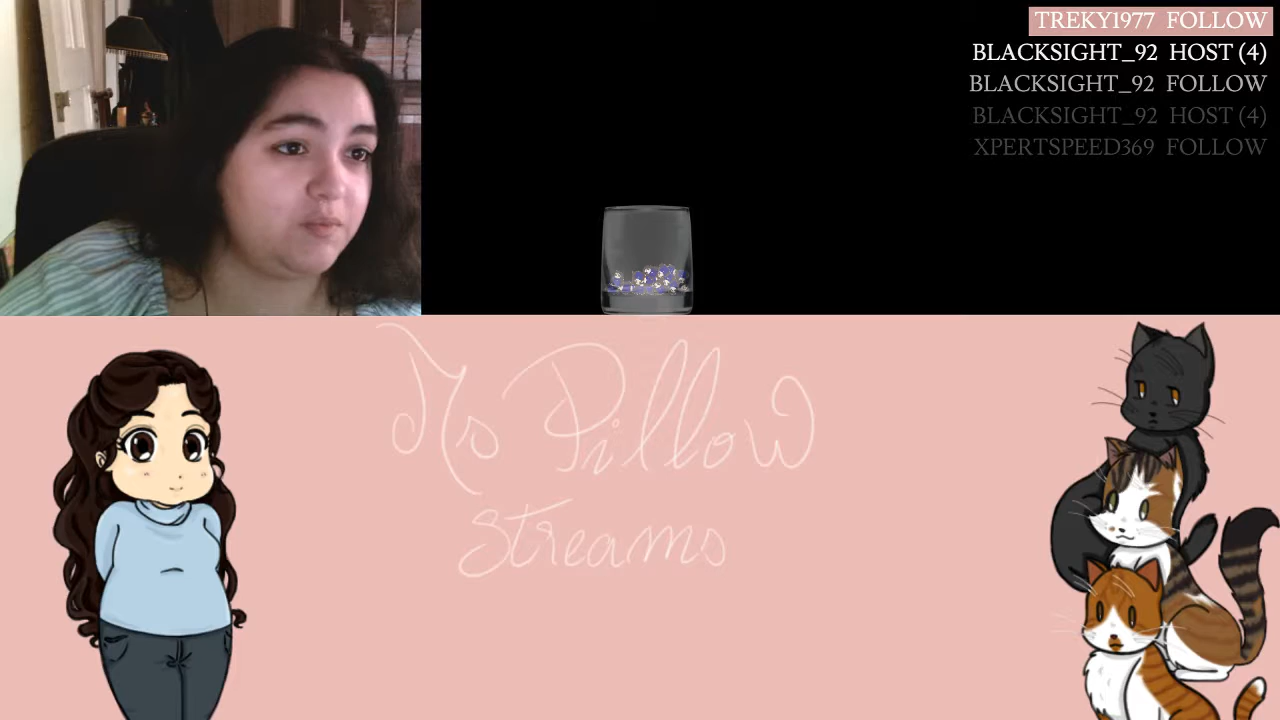 TREKY1977 FOLLOW
BLACKSIGHT_92 HOST (4)
BLACKSIGHT_92 FOLLOW
BLACKSIGHT_92 HOST (4)
XPERTSPEED369 FOLLOW
Ms Pillow
Streams